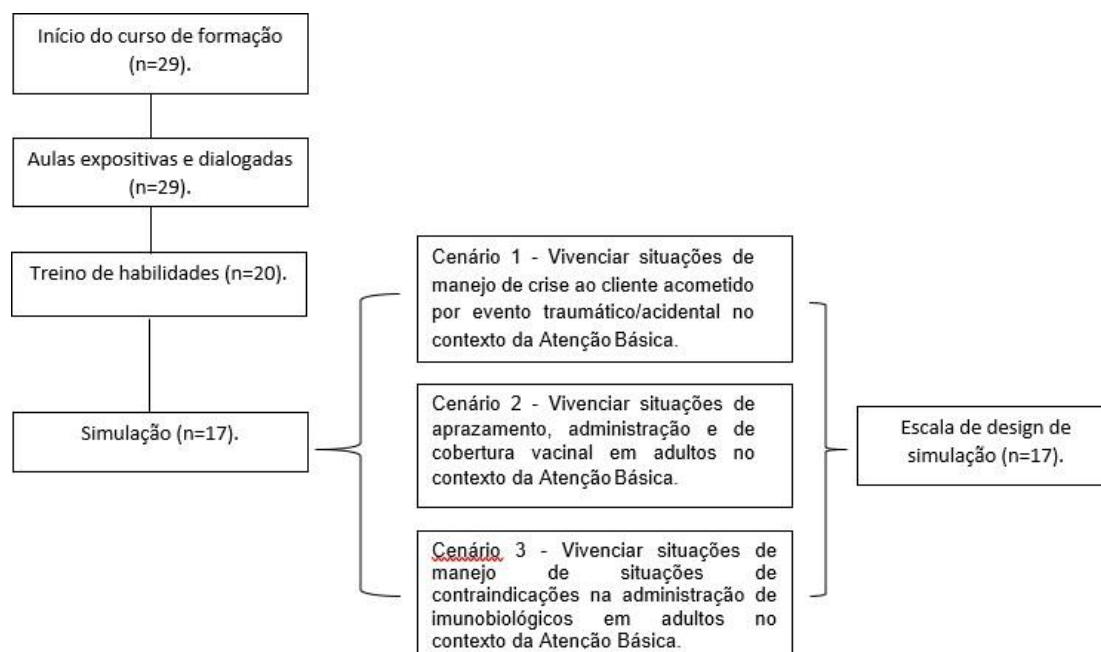 Início do curso de formação
(n=29).
Aulas expositivas e dialogadas
(n=29).
Treino de habilidades (n=20).
Simulação (n=17).
Cenário 1 - Vivenciar situações de
manejo de crise ao cliente acometido
por evento traumático/acidental no
contexto da Atenção Básica.
Cenário 2 - Vivenciar situações de
aprazamento, administração e de
cobertura vacinal em adultos no
contexto da Atenção Básica.
Cenário 3 - Vivenciar situações de
manejo de situações de
contraindicações na administração de
imunobiológicos em adultos no
contexto da Atenção Básica.
Escala de design de
simulação (n=17).